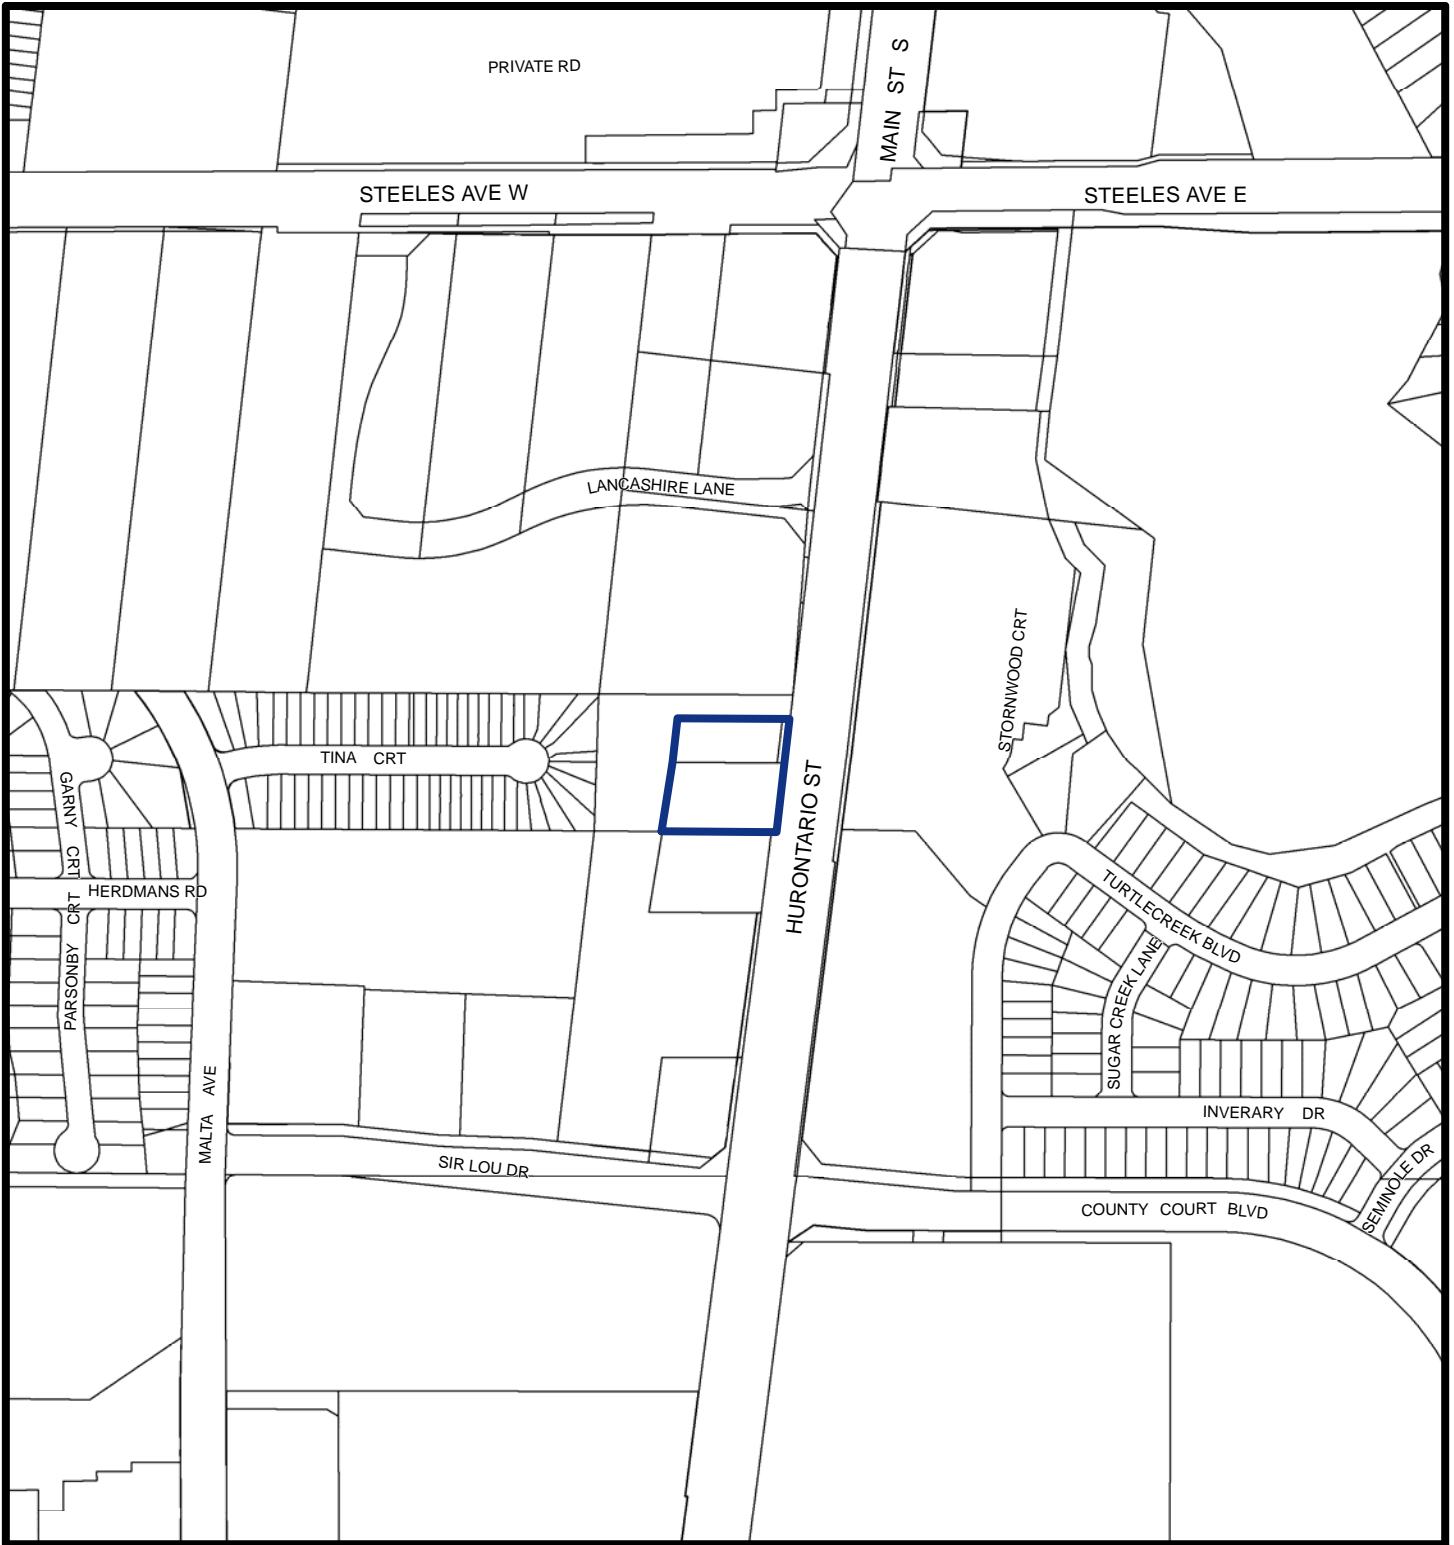 PRIVATE RD
MAIN ST S
STEELES AVE W
STEELES AVE E
LANCASHIRE LANE
STORNWOOD CRT
TINA CRT
GARNY CRT
HURONTARIO ST
HERDMANS RD
PARSONBY CRT
TURTLECREEK BLVD
SUGAR CREEK LANE
MALTA AVE
INVERARY DR
SIR LOU DR
SEMINOLE DR
COUNTY COURT BLVD